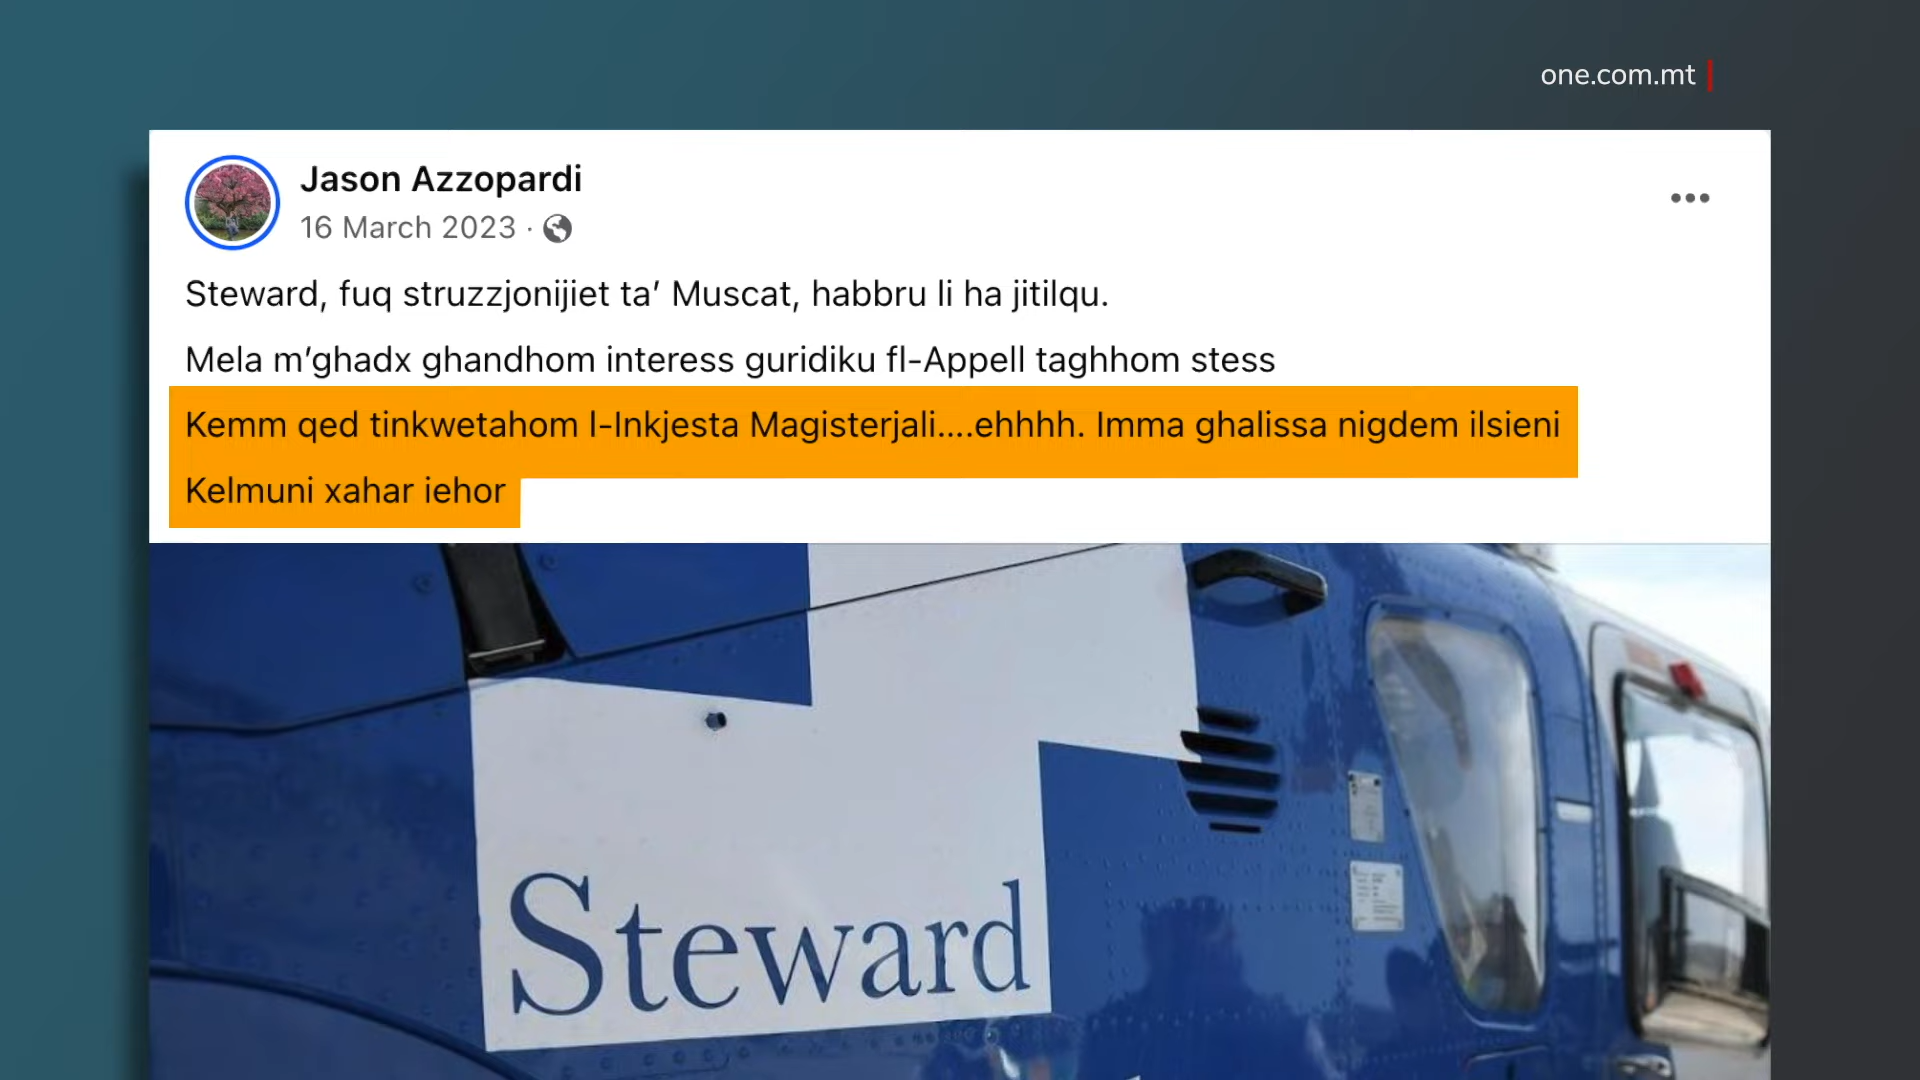 one.com.mt
Jason Azzopardi
16 March 2023 ·
Steward, fuq struzzjonijiet ta’ Muscat, habbru li ha jitilqu.
Mela m’ghadx ghandhom interess guridiku fl-Appell taghhom stess
Kemm qed tinkwetahom l-Inkjesta Magisterjali....ehhhh. Imma ghalissa nigdem ilsieni
Kelmuni xahar iehor
Steward